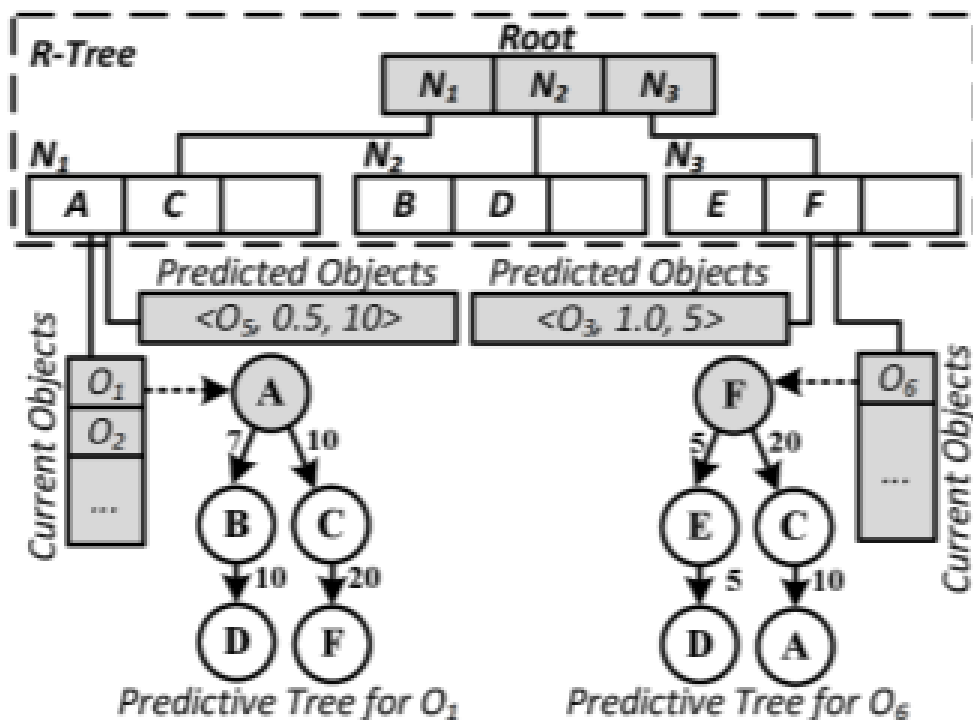 Root
R-Tree
N₁ N₂ N₃
N₁ N₂ N₃
A C B D E F
Predicted Objects Predicted Objects
<O₅, 0.5, 10> <O₃, 1.0, 5>
Current Objects
O₁
O₂
...
A
7 10
B C
10 20
D F
Predictive Tree for O₁
F
5 20
E C
5 10
D A
Predictive Tree for O₆
O₆
...
Current Objects